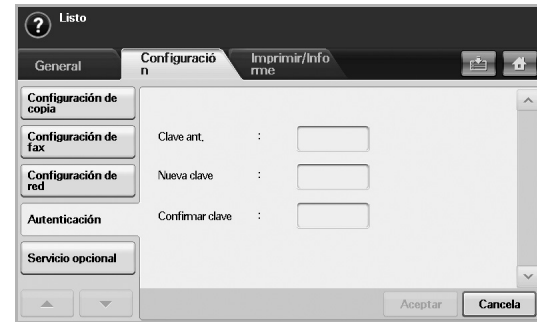 Listo
General
Configuració
n
Imprimir/Info
rme
Configuración de
copia
Configuración de
fax
Configuración de
red
Autenticación
Servicio opcional
Clave ant. :
Nueva clave :
Confirmar clave :
Aceptar
Cancela